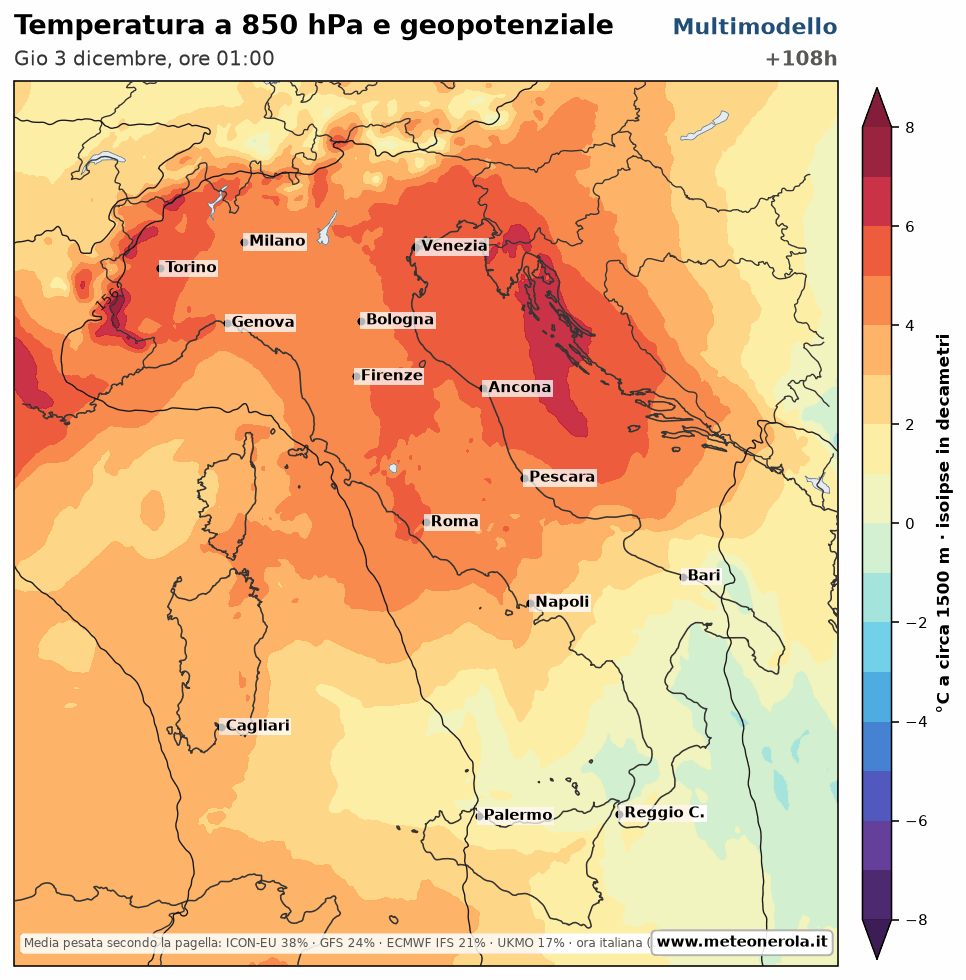 Temperatura a 850 hPa e geopotenziale
Multimodello
Gio 3 dicembre, ore 01:00
+108h
Milano
Venezia
Torino
156
Genova
Bologna
Firenze
Ancona
Pescara
Roma
Bari
Napoli
Cagliari
Palermo
Reggio C.
8
6
4
2
0
−2
−4
−6
−8
°C a circa 1500 m · isoipse in decametri
Media pesata secondo la pagella: ICON-EU 38% · GFS 24% · ECMWF IFS 21% · UKMO 17% · ora italiana (
www.meteonerola.it